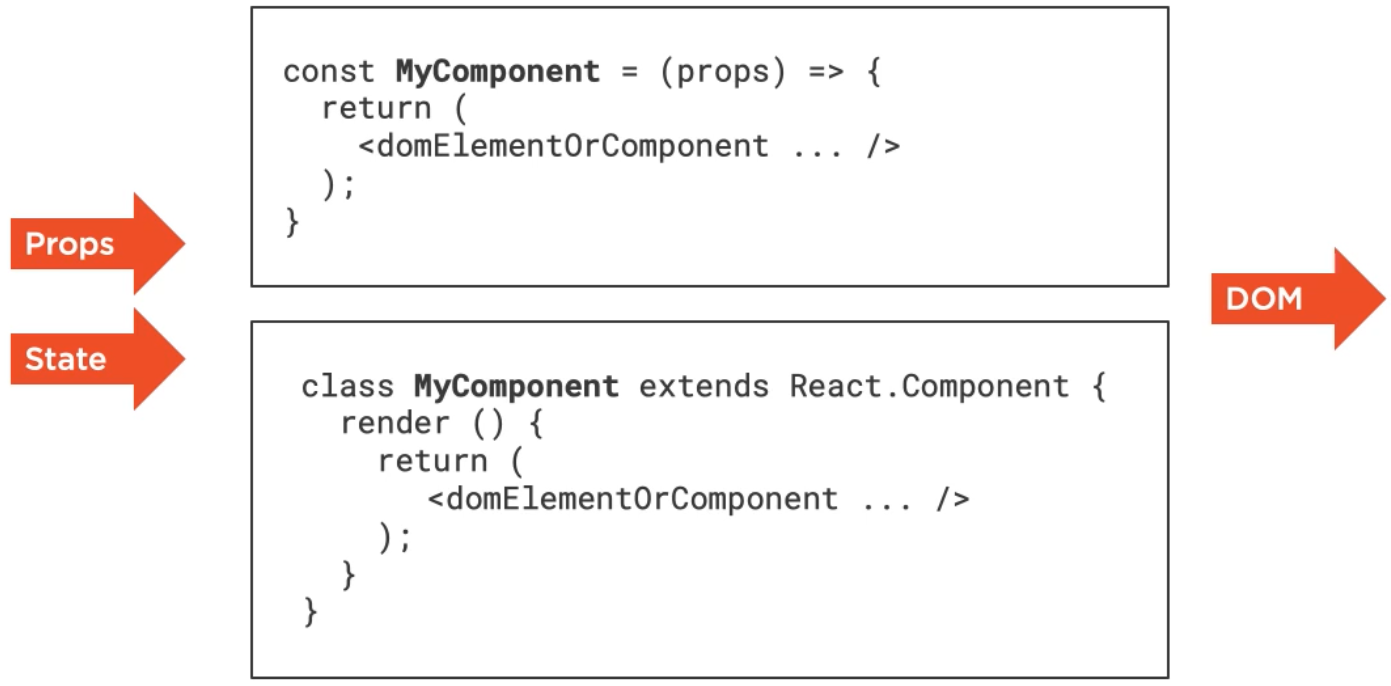 Props
State
const MyComponent = (props) => {
  return (
    <domElementOrComponent ... />
  );
}
class MyComponent extends React.Component {
  render () {
    return (
      <domElementOrComponent ... />
    );
  }
}
DOM